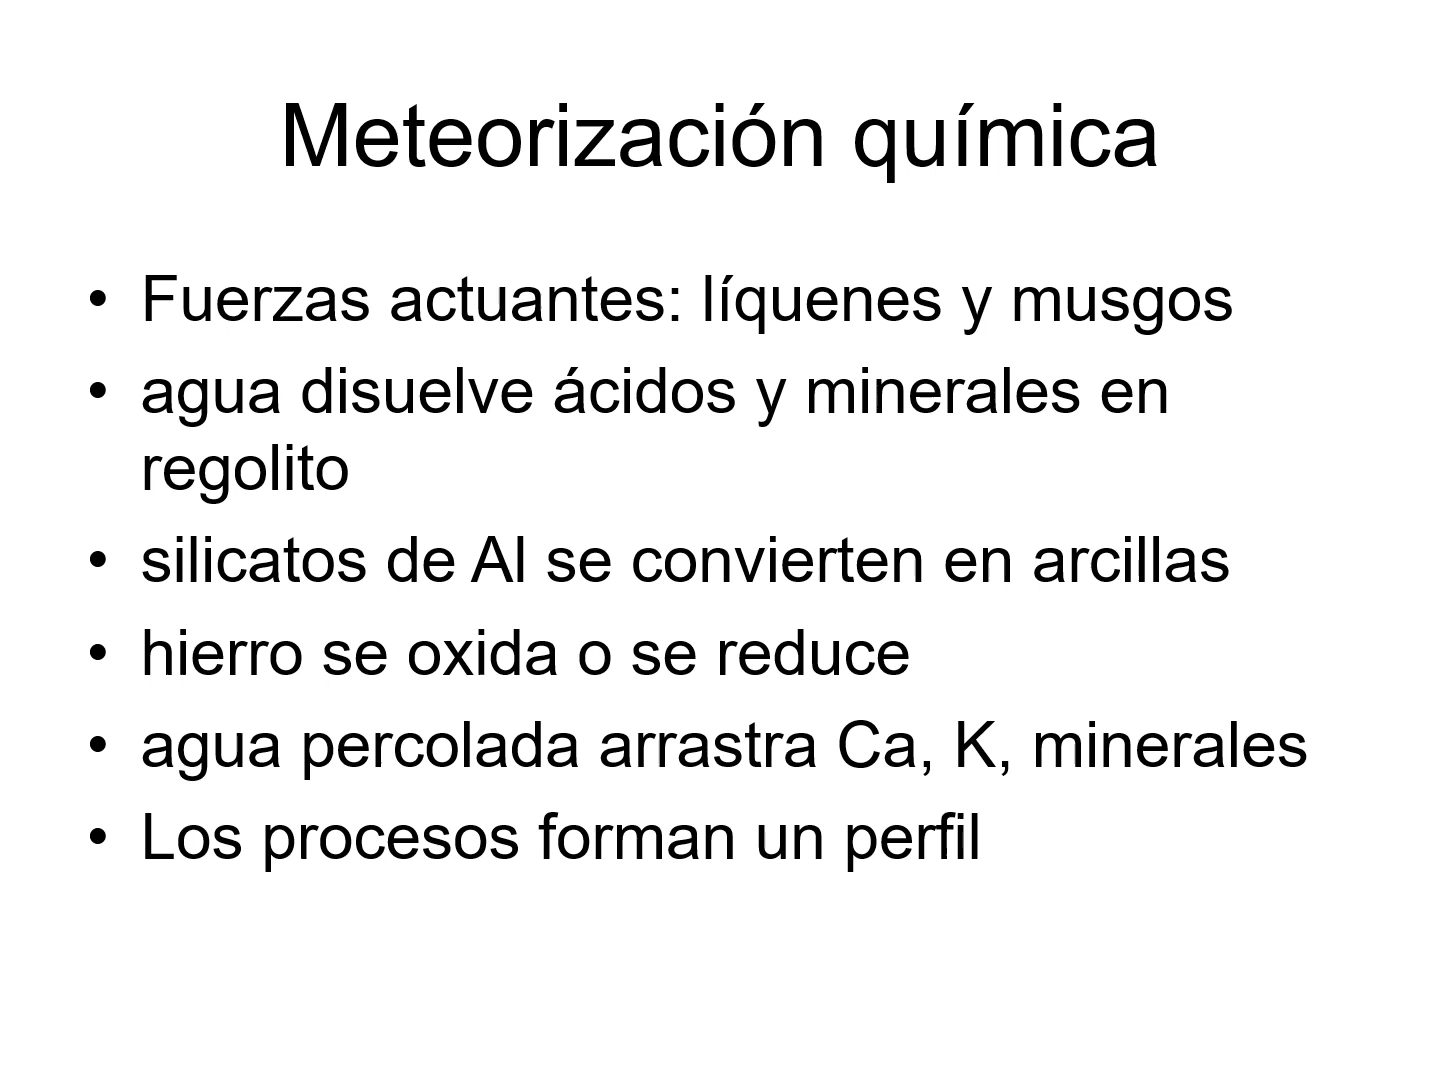 Meteorización química
• Fuerzas actuantes: líquenes y musgos
• agua disuelve ácidos y minerales en
regolito
• silicatos de Al se convierten en arcillas
• hierro se oxida o se reduce
• agua percolada arrastra Ca, K, minerales
• Los procesos forman un perfil